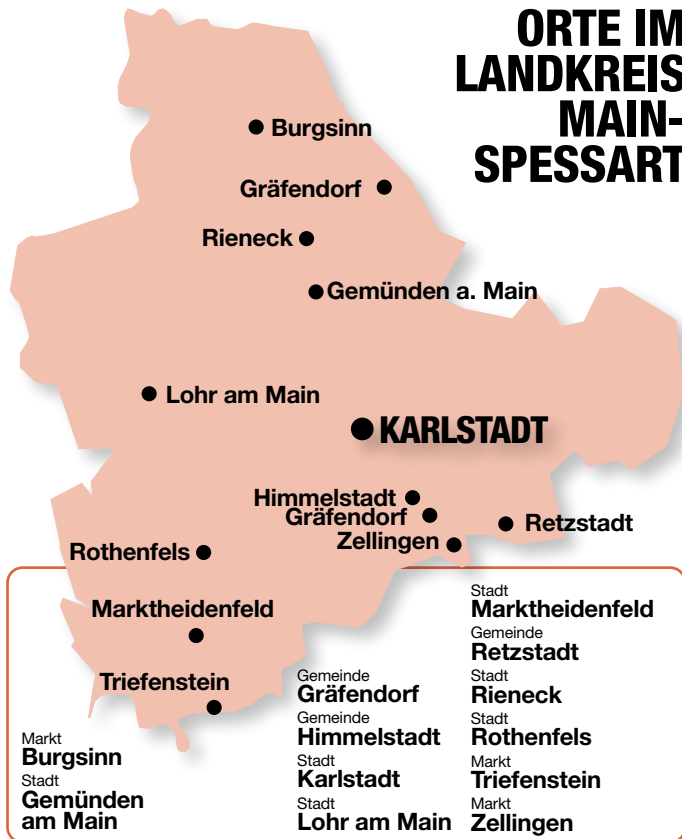 ORTE IM
LANDKREIS
MAIN-
SPESSART
Burgsinn
Gräfendorf
Rieneck
Gemünden a. Main
Lohr am Main
KARLSTADT
Himmelstadt
Gräfendorf
Retzstadt
Zellingen
Rothenfels
Marktheidenfeld
Triefenstein
Markt
Burgsinn
Stadt
Gemünden
am Main
Gemeinde
Gräfendorf
Gemeinde
Himmelstadt
Stadt
Karlstadt
Stadt
Lohr am Main
Stadt
Marktheidenfeld
Gemeinde
Retzstadt
Stadt
Rieneck
Stadt
Rothenfels
Markt
Triefenstein
Markt
Zellingen